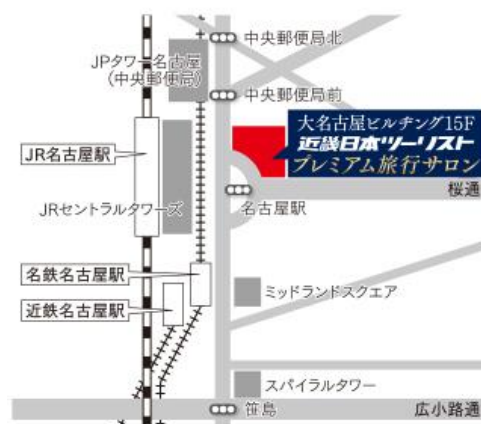 中央郵便局北
JPタワー名古屋
(中央郵便局)
中央郵便局前
大名古屋ビルヂング15F
近畿日本ツーリスト
プレミアム旅行サロン
JR名古屋駅
桜通
JRセントラルタワーズ
名古屋駅
名鉄名古屋駅
ミッドランドスクエア
近鉄名古屋駅
スパイラルタワー
笹島
広小路通